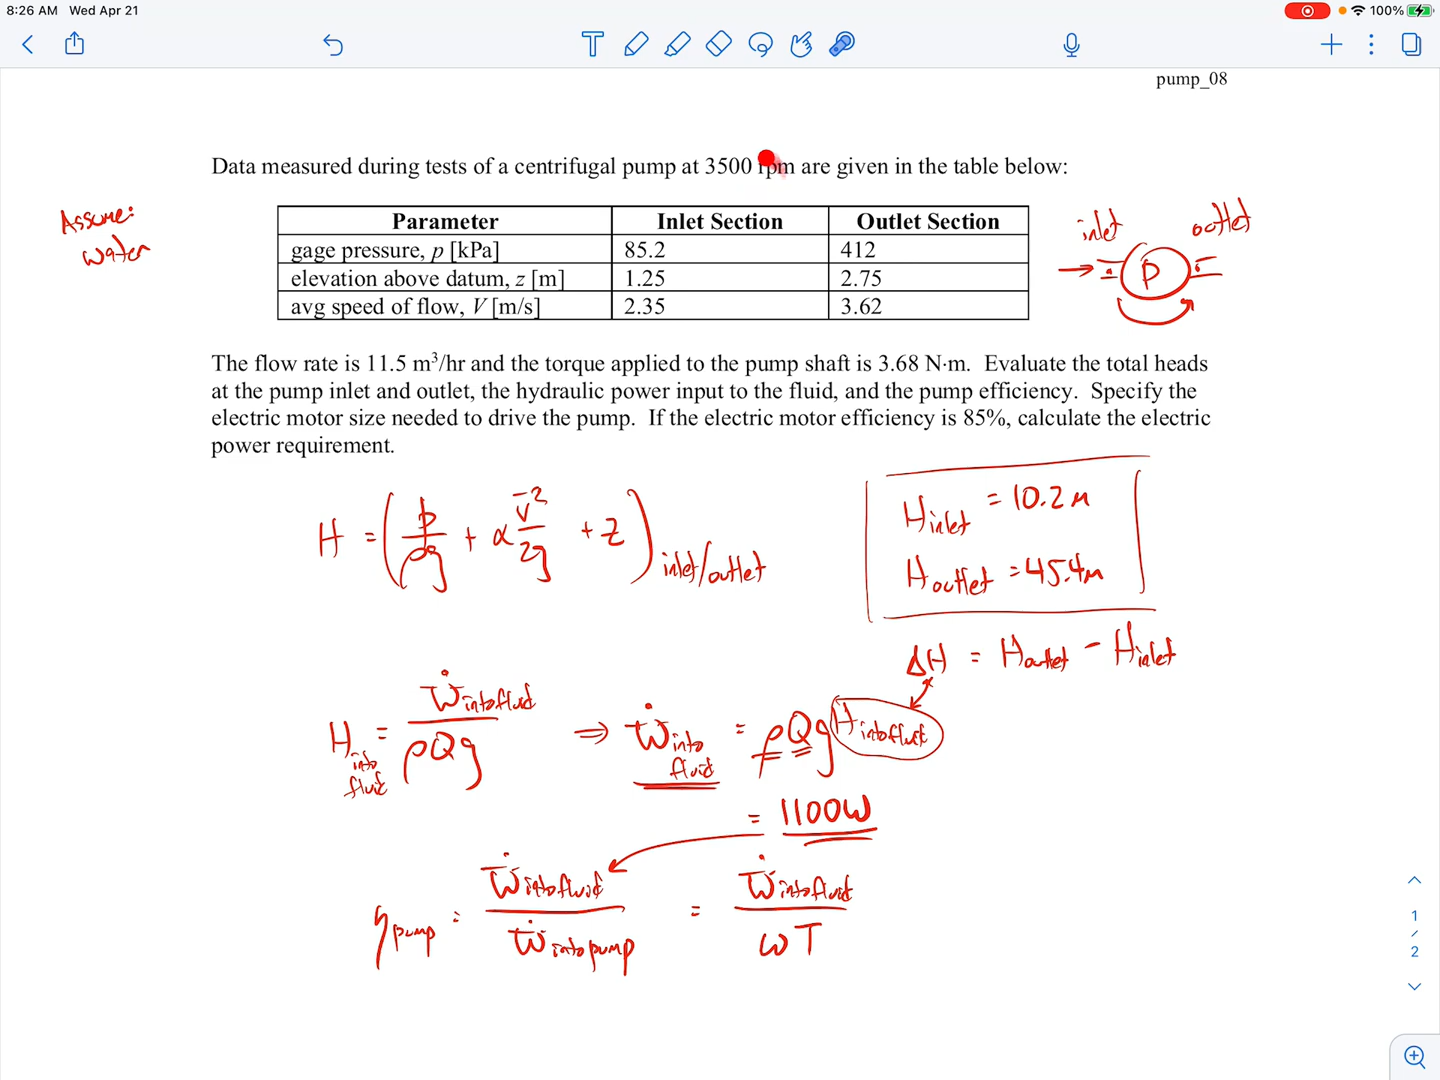 8:26 AM Wed Apr 21
100%
pump_08
Data measured during tests of a centrifugal pump at 3500 rpm are given in the table below:
Assume:
water
Parameter Inlet Section Outlet Section
gage pressure, p [kPa] 85.2 412
elevation above datum, z [m] 1.25 2.75
avg speed of flow, V [m/s] 2.35 3.62
inlet outlet
P
The flow rate is 11.5 m³/hr and the torque applied to the pump shaft is 3.68 N·m. Evaluate the total heads
at the pump inlet and outlet, the hydraulic power input to the fluid, and the pump efficiency. Specify the
electric motor size needed to drive the pump. If the electric motor efficiency is 85%, calculate the electric
power requirement.
H = (p/ρg + α V̄²/2g + z) inlet/outlet
H inlet = 10.2 m
H outlet = 45.4 m
ΔH = H outlet - H inlet
H into fluid = Ẇ into fluid / ρQg ⇒ Ẇ into fluid = ρQg H into fluid
= 1100W
η pump = Ẇ into fluid / Ẇ into pump = Ẇ into fluid / ωT
1
/
2